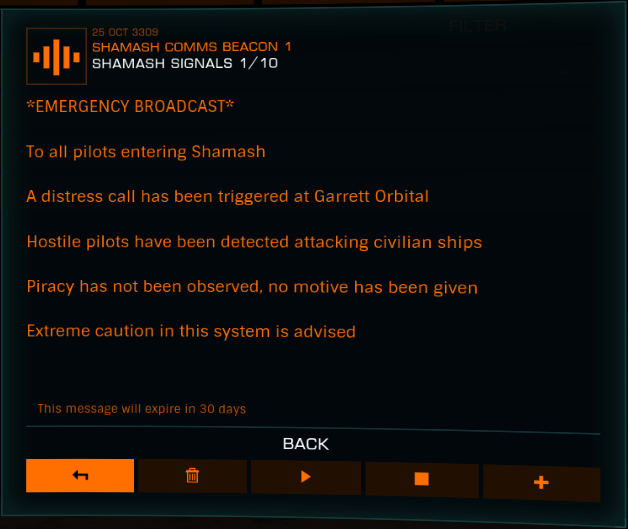 FILTER
25 OCT 3309
SHAMASH COMMS BEACON 1
SHAMASH SIGNALS 1/10
*EMERGENCY BROADCAST*
To all pilots entering Shamash
A distress call has been triggered at Garrett Orbital
Hostile pilots have been detected attacking civilian ships
Piracy has not been observed, no motive has been given
Extreme caution in this system is advised
This message will expire in 30 days
BACK